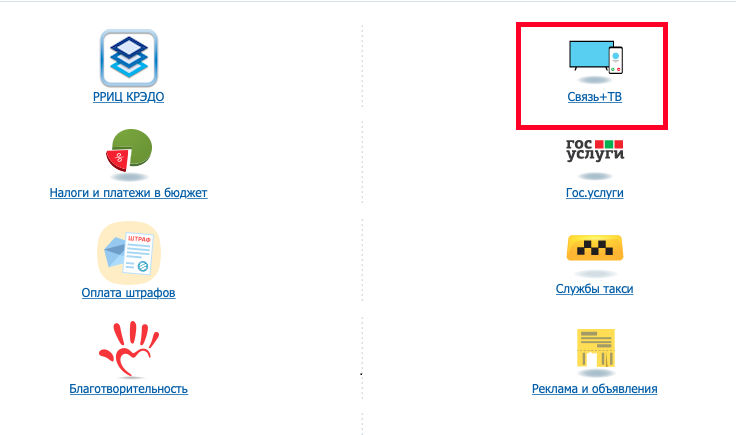 РРИЦ КРЭДО
Связь+ТВ
%
Налоги и платежи в бюджет
гос
услуги
Гос.услуги
ШТРАФ
Оплата штрафов
Службы такси
Благотворительность
Реклама и объявления